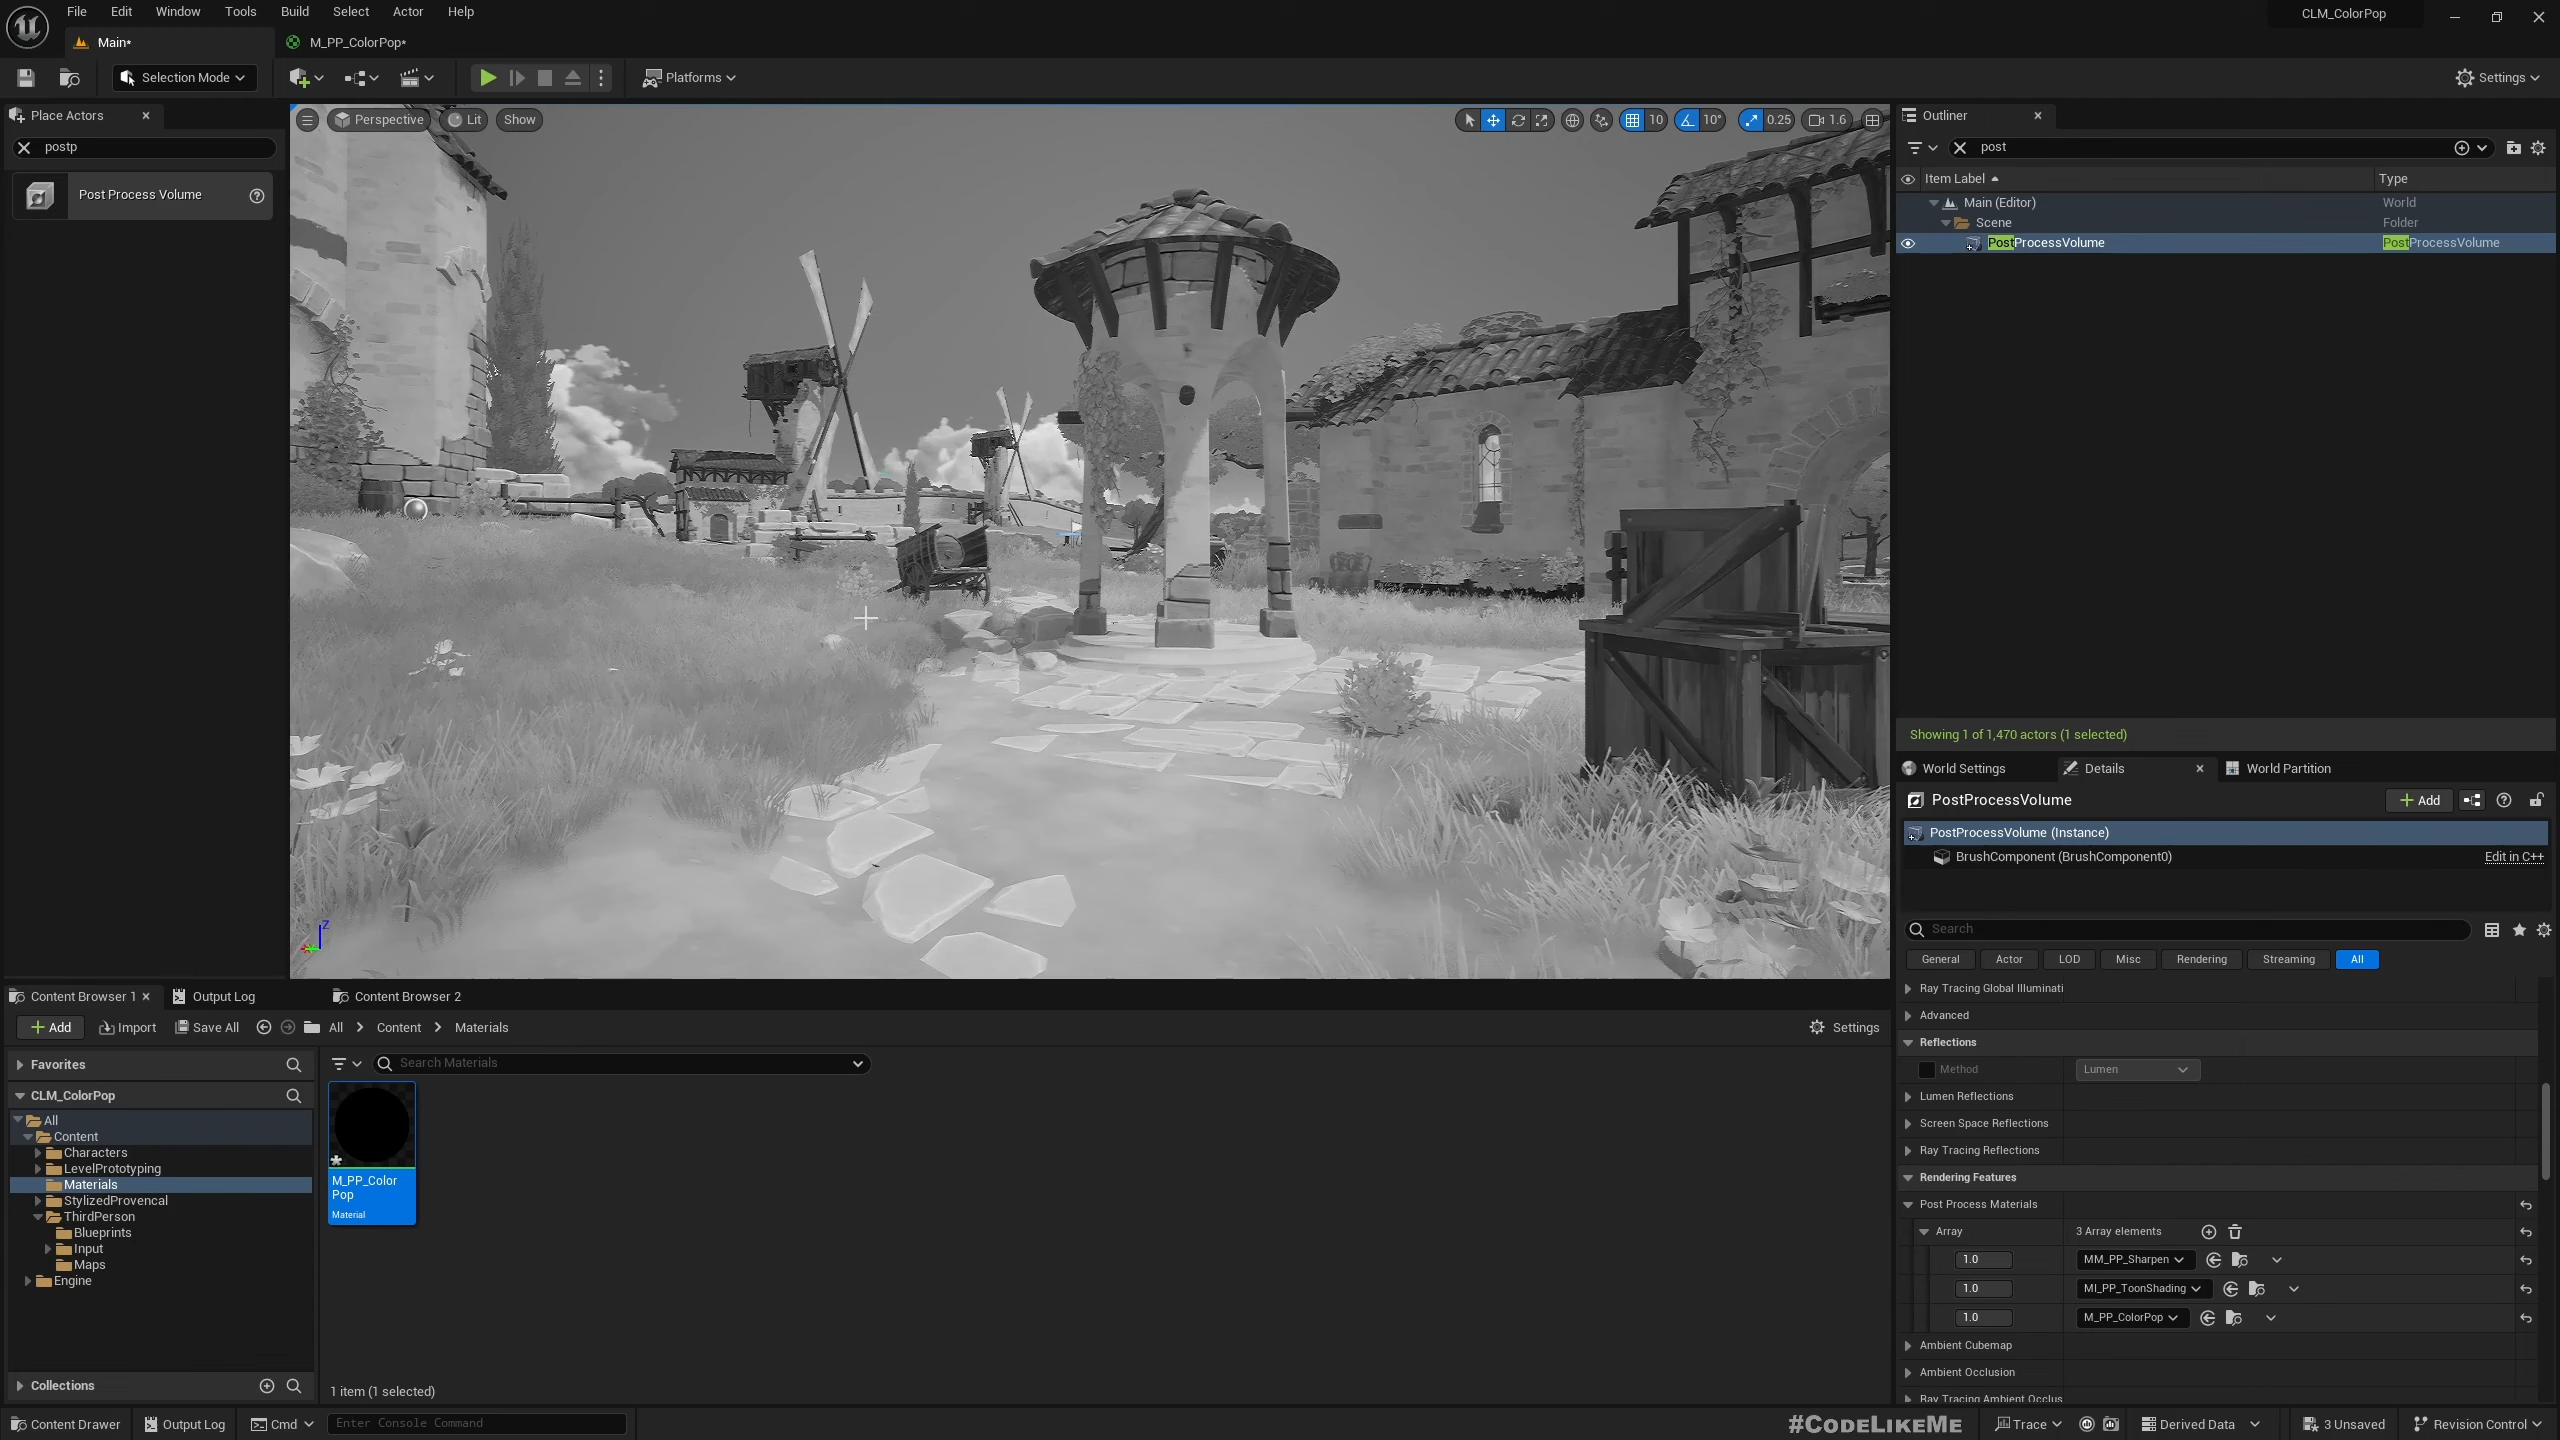 File Edit Window Tools Build Select Actor Help
CLM_ColorPop
Main*
M_PP_ColorPop*
Selection Mode
Platforms
Settings
Place Actors
postp
Post Process Volume
Perspective
Lit
Show
10
10°
0.25
1.6
Outliner
post
Item Label
Type
Main (Editor)
World
Scene
Folder
PostProcessVolume
PostProcessVolume
Showing 1 of 1,470 actors (1 selected)
World Settings
Details
World Partition
PostProcessVolume
Add
PostProcessVolume (Instance)
BrushComponent (BrushComponent0)
Edit in C++
Search
General
Actor
LOD
Misc
Rendering
Streaming
All
Ray Tracing Global Illuminati
Advanced
Reflections
Method
Lumen
Lumen Reflections
Screen Space Reflections
Ray Tracing Reflections
Rendering Features
Post Process Materials
Array
3 Array elements
1.0
MM_PP_Sharpen
1.0
MI_PP_ToonShading
1.0
M_PP_ColorPop
Ambient Cubemap
Ambient Occlusion
Ray Tracing Ambient Occlus
Z
Content Browser 1
Output Log
Content Browser 2
Add
Import
Save All
All
Content
Materials
Settings
Favorites
Search Materials
CLM_ColorPop
All
Content
Characters
LevelPrototyping
Materials
StylizedProvencal
ThirdPerson
Blueprints
Input
Maps
Engine
M_PP_Color
Pop
Material
Collections
1 item (1 selected)
Content Drawer
Output Log
Cmd
Enter Console Command
#CodeLikeMe
Trace
Derived Data
3 Unsaved
Revision Control